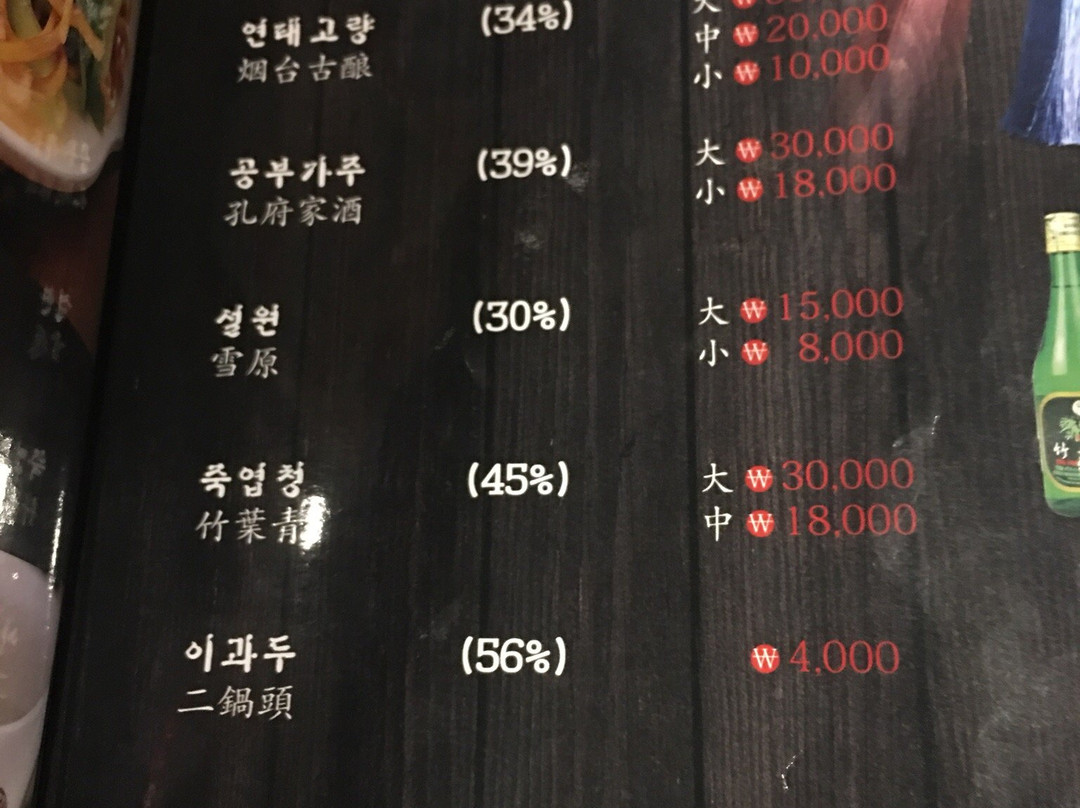 연태고량 (34%)
中 ₩ 20,000
烟台古酿
小 ₩ 10,000
공부가주 (39%) 大 ₩ 30,000
孔府家酒 小 ₩ 18,000
설원 (30%) 大 ₩ 15,000
雪原 小 ₩ 8,000
죽엽청 (45%) 大 ₩ 30,000
竹葉青 中 ₩ 18,000
이과두 (56%) ₩ 4,000
二鍋頭
竹